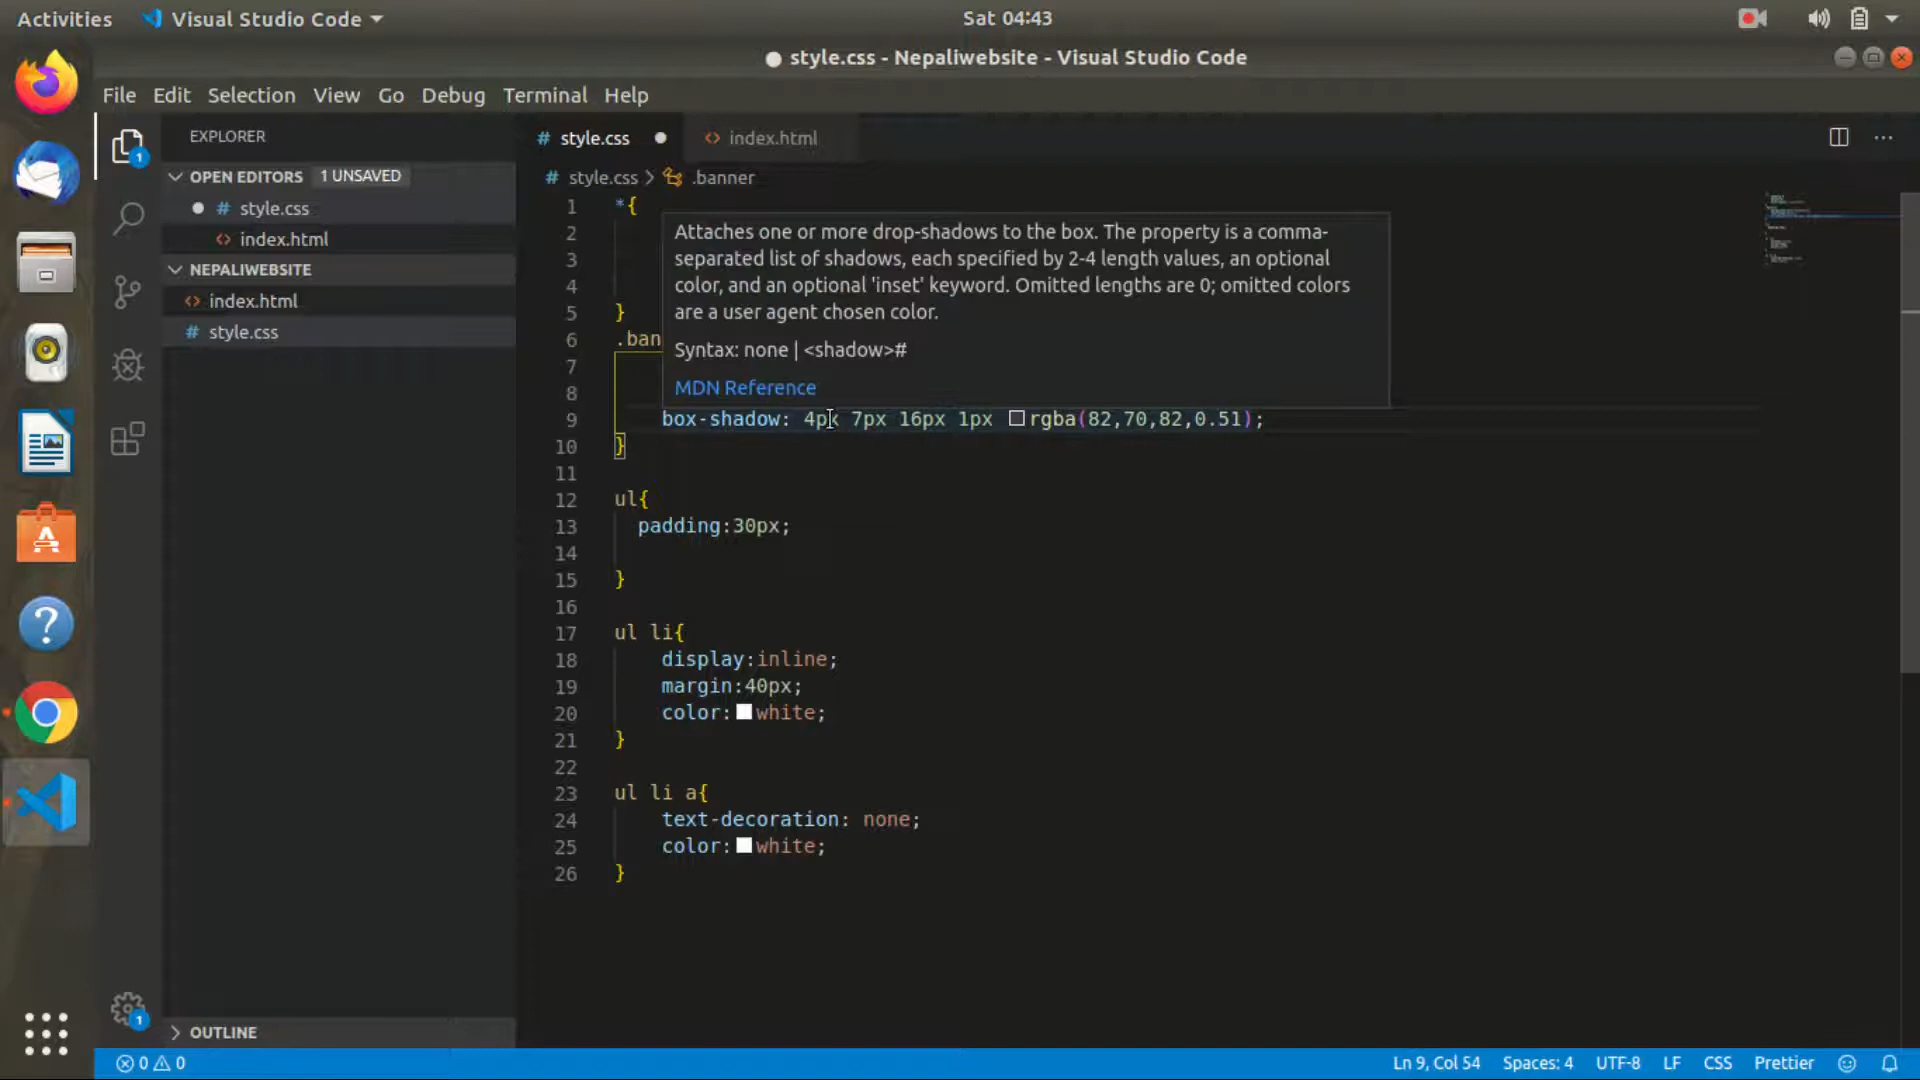 Activities
Visual Studio Code
Sat 04:43
style.css - Nepaliwebsite - Visual Studio Code
File Edit Selection View Go Debug Terminal Help
EXPLORER
OPEN EDITORS 1 UNSAVED
# style.css
<> index.html
NEPALIWEBSITE
<> index.html
# style.css
OUTLINE
1
1
# style.css
<> index.html
# style.css > .banner
1 *{
2
3
4
5 }
6 .ban
7
8
Attaches one or more drop-shadows to the box. The property is a comma-
separated list of shadows, each specified by 2-4 length values, an optional
color, and an optional 'inset' keyword. Omitted lengths are 0; omitted colors
are a user agent chosen color.
Syntax: none | <shadow>#
MDN Reference
9 box-shadow: 4px 7px 16px 1px rgba(82,70,82,0.51);
10 }
11
12 ul{
13 padding:30px;
14
15 }
16
17 ul li{
18 display:inline;
19 margin:40px;
20 color: white;
21 }
22
23 ul li a{
24 text-decoration: none;
25 color: white;
26 }
0 0
Ln 9, Col 54 Spaces: 4 UTF-8 LF CSS Prettier